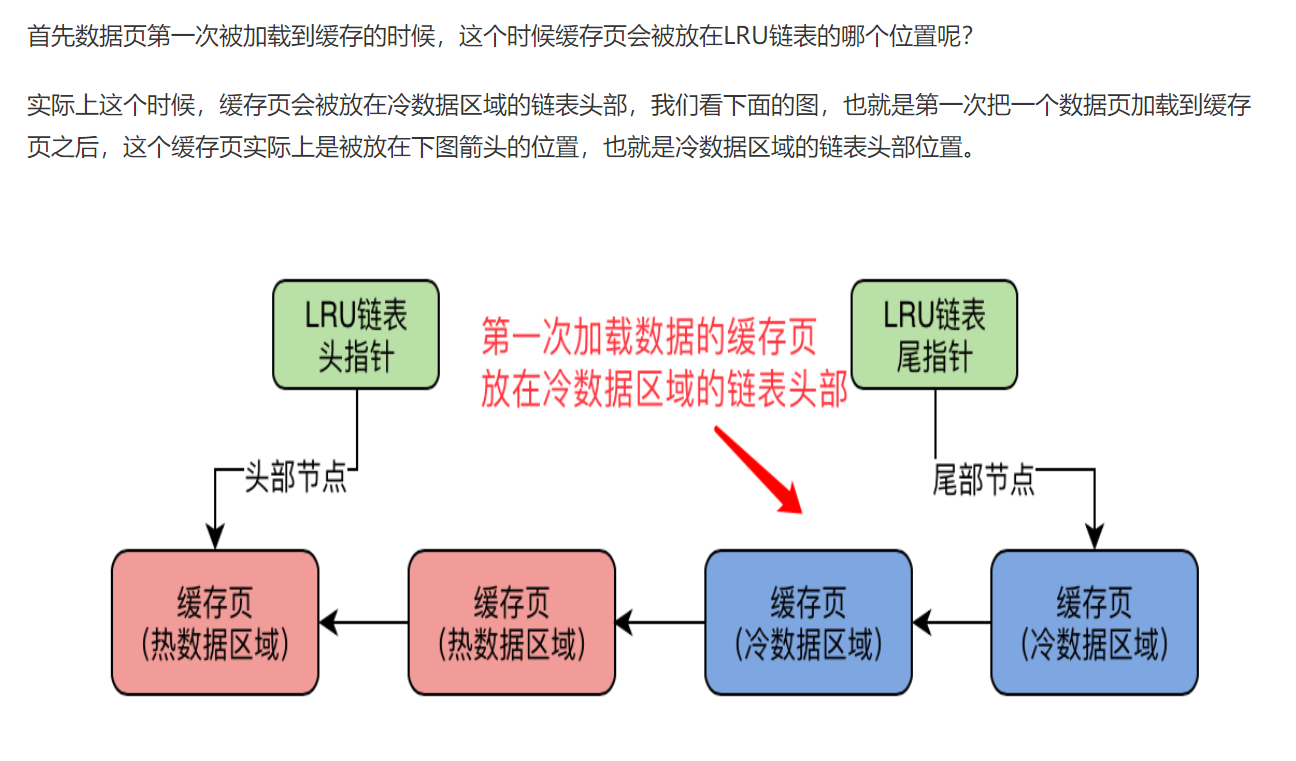 首先数据页第一次被加载到缓存的时候，这个时候缓存页会被放在LRU链表的哪个位置呢？
实际上这个时候，缓存页会被放在冷数据区域的链表头部，我们看下面的图，也就是第一次把一个数据页加载到缓存
页之后，这个缓存页实际上是被放在下图箭头的位置，也就是冷数据区域的链表头部位置。
LRU链表
头指针
第一次加载数据的缓存页
放在冷数据区域的链表头部
LRU链表
尾指针
头部节点
尾部节点
缓存页
(热数据区域)
缓存页
(热数据区域)
缓存页
(冷数据区域)
缓存页
(冷数据区域)